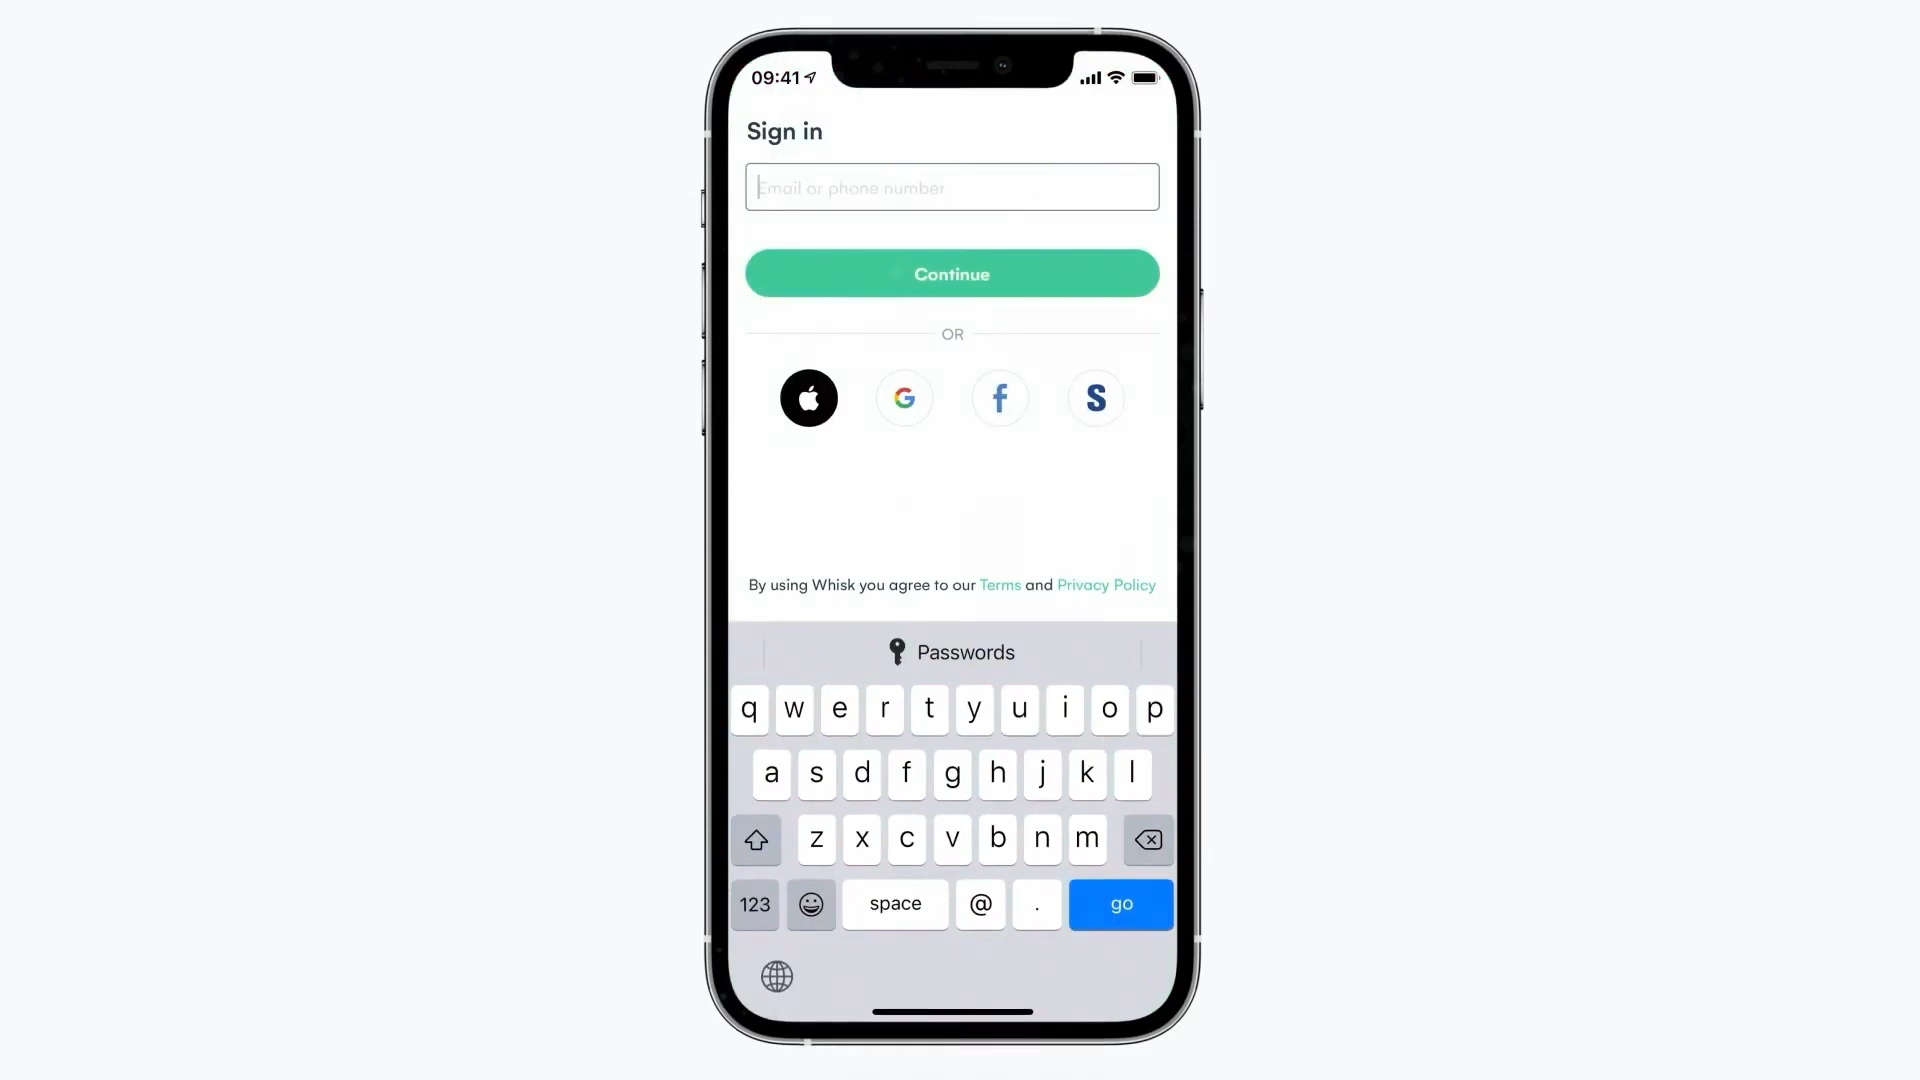 09:41
Sign in
Email or phone number
Continue
OR
G f S
By using Whisk you agree to our Terms and Privacy Policy
Passwords
q w e r t y u i o p
a s d f g h j k l
z x c v b n m
123 space @ . go